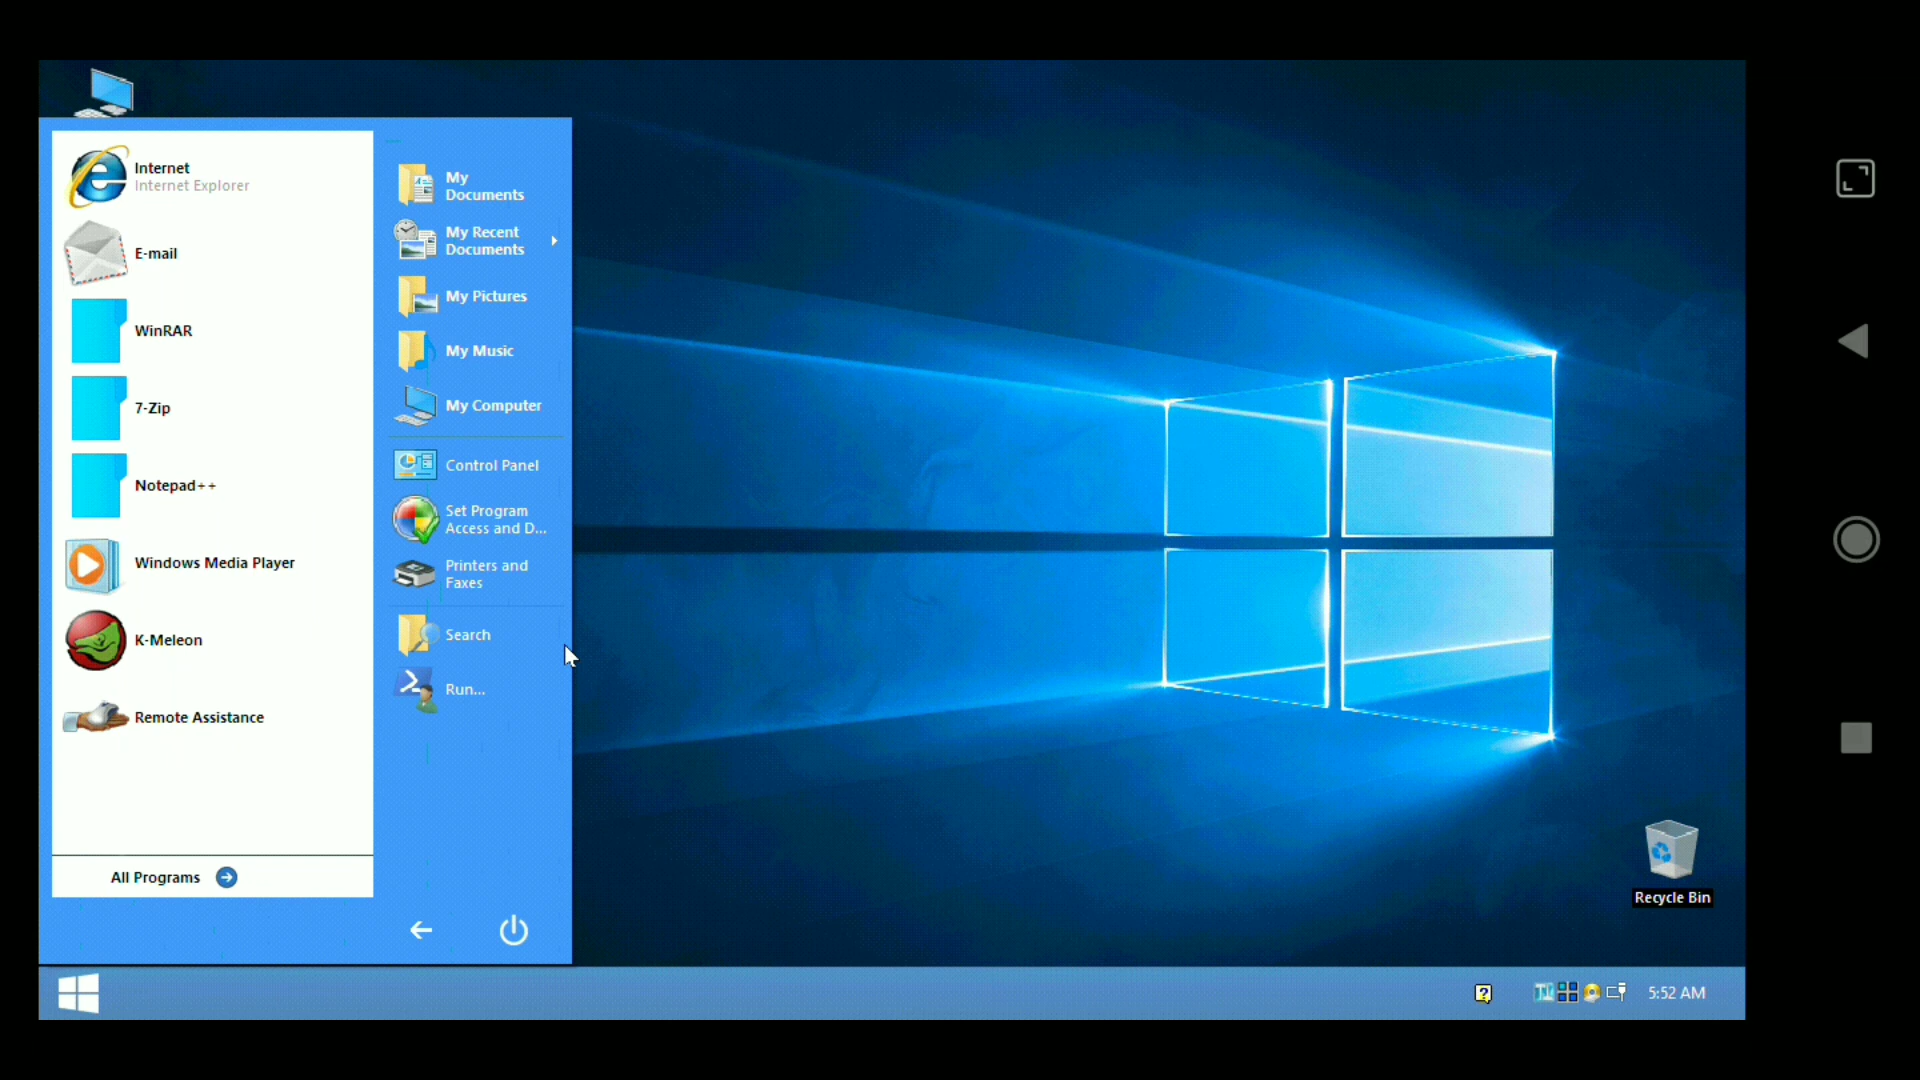 Internet
Internet Explorer
E-mail
WinRAR
7-Zip
Notepad++
Windows Media Player
K-Meleon
Remote Assistance
All Programs
My
Documents
My Recent
Documents
My Pictures
My Music
My Computer
Control Panel
Set Program
Access and D...
Printers and
Faxes
Search
Run...
Recycle Bin
5:52 AM